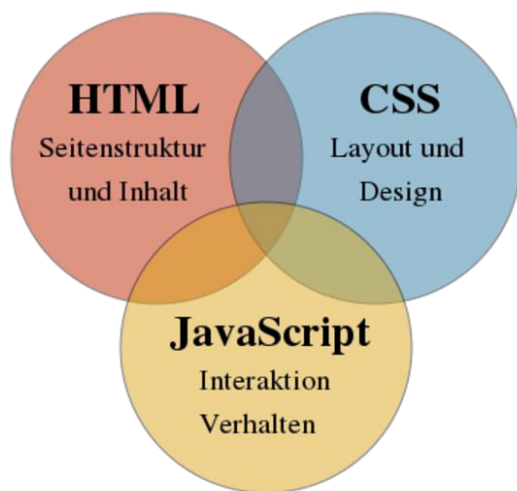 HTML
Seitenstruktur
und Inhalt
CSS
Layout und
Design
JavaScript
Interaktion
Verhalten